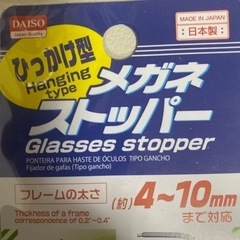 DAISO
Japan Quality
MADE IN JAPAN
日本製
ひっかけ型
Hanging
type
メガネ
ストッパー
Glasses stopper
PONTEIRA PARA HASTE DE ÓCULOS TIPO GANCHO
Fijador de gafas (Tipo gancho)
フレームの太さ
(約)4~10mm
まで対応
Thickness of a frame
correspondence of 0.2"~0.4"